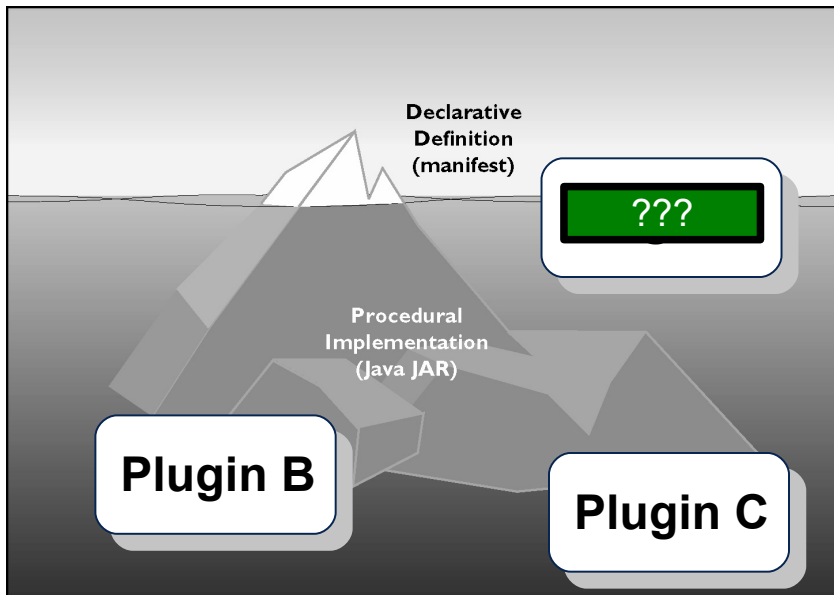 Declarative
Definition
(manifest)
???
Procedural
Implementation
(Java JAR)
Plugin B
Plugin C